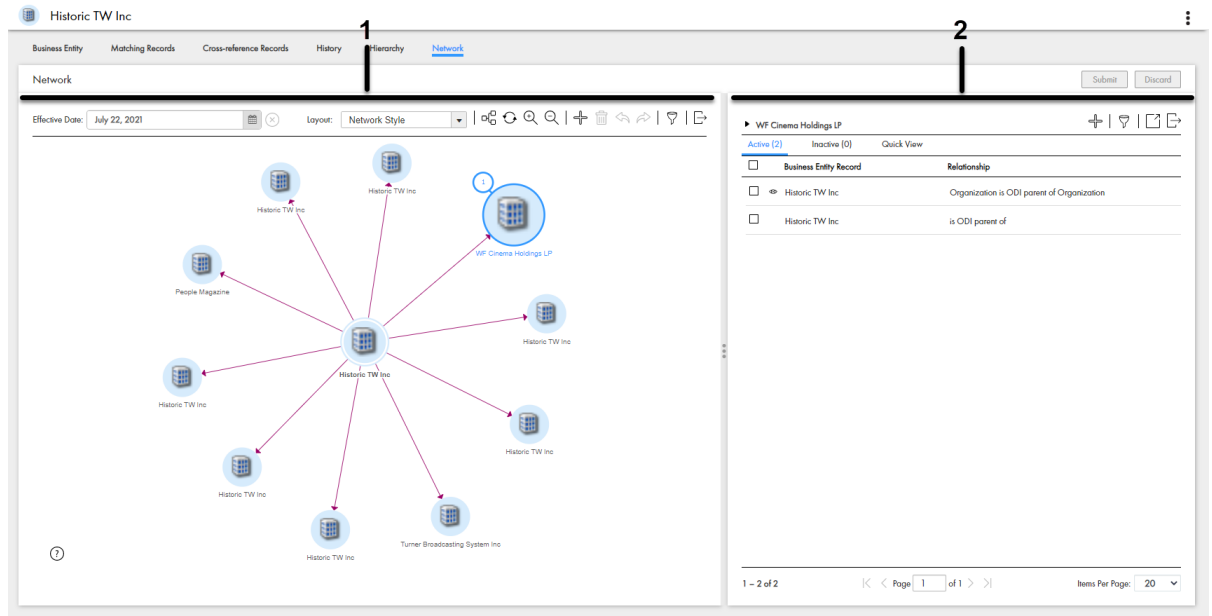 Historic TW Inc
1
2
Business Entity Matching Records Cross-reference Records History Hierarchy Network
Network
Submit Discard
Effective Date: July 22, 2021 Layout: Network Style
WF Cinema Holdings LP
Active (2) Inactive (0) Quick View
Business Entity Record Relationship
Historic TW Inc Organization is ODI parent of Organization
Historic TW Inc is ODI parent of
Historic TW Inc
Historic TW Inc
1
WF Cinema Holdings LP
People Magazine
Historic TW Inc
Historic TW Inc
Historic TW Inc
Historic TW Inc
Historic TW Inc
Turner Broadcasting System Inc
Historic TW Inc
?
1 – 2 of 2 Page 1 of 1 Items Per Page: 20